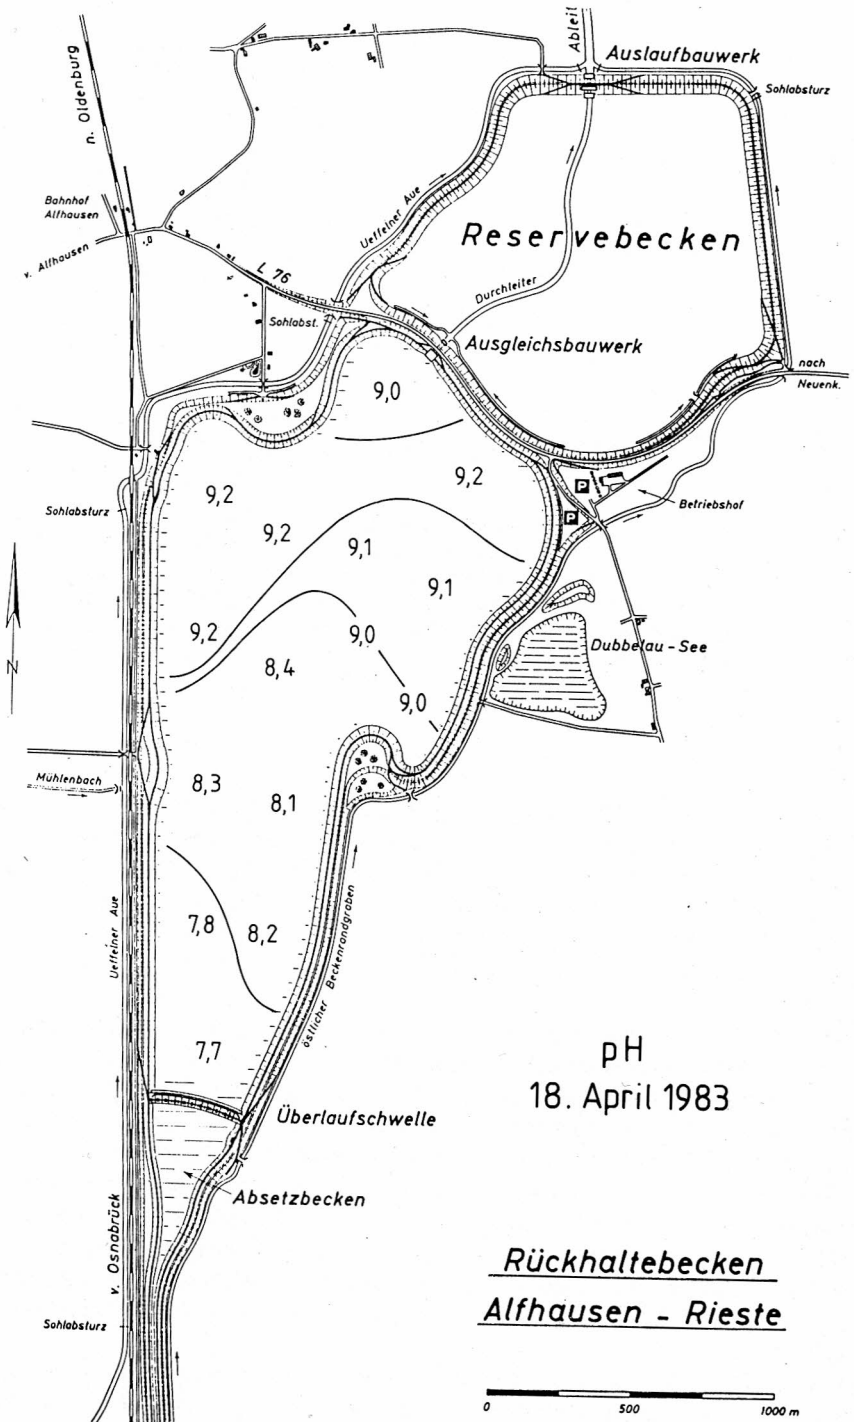 n. Oldenburg
Ableit
Auslaufbauwerk
Sohlabsturz
Bahnhof
Alfhausen
v. Alfhausen
Ueffelner Aue
Reservebecken
L 76
Durchleiter
Sohlabst.
Ausgleichsbauwerk
nach
Neuenk.
9,0
9,2
9,2
Sohlabsturz
P
Betriebshof
9,2
9,1
P
9,1
9,2
9,0
Dubbelau - See
N
8,4
9,0
Mühlenbach
8,3
8,1
7,8
8,2
Ueffelner Aue
östlicher Beckenrandgraben
7,7
pH
18. April 1983
Überlaufschwelle
Absetzbecken
v. Osnabrück
Rückhaltebecken
Alfhausen - Rieste
Sohlabsturz
0 500 1000 m